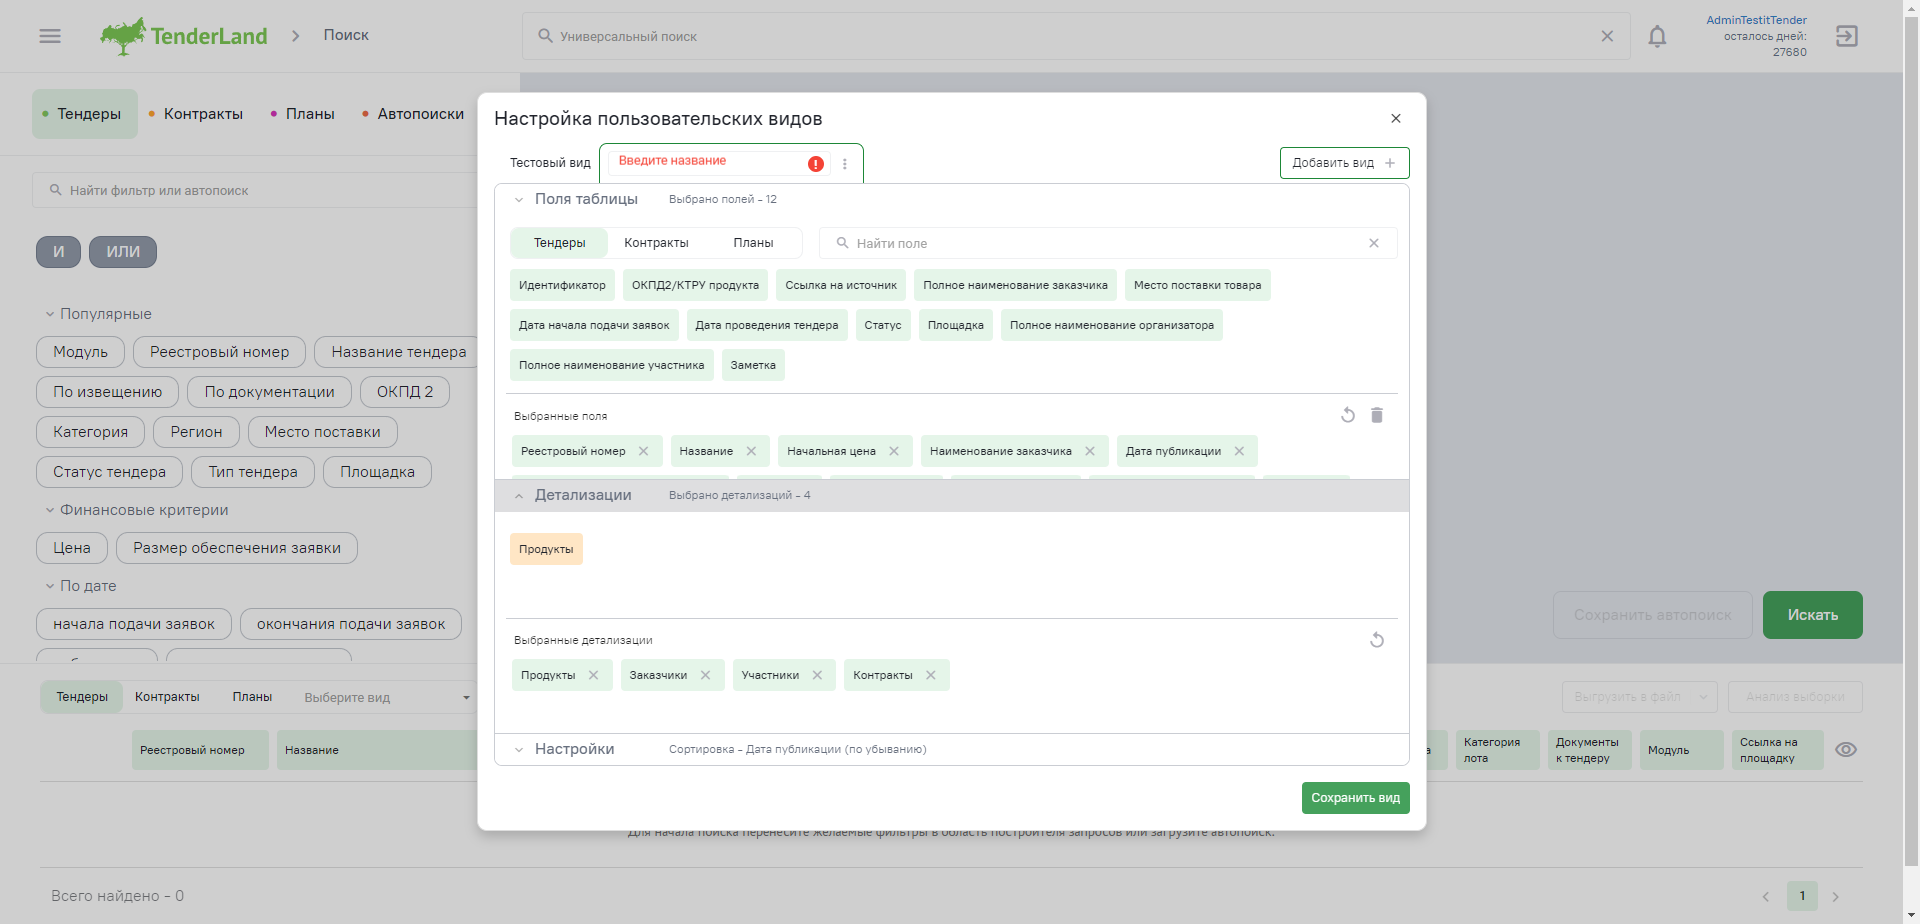 TenderLand
Поиск
Универсальный поиск
AdminTestitTender
осталось дней:
27680
Тендеры
Контракты
Планы
Автопоиски
Найти фильтр или автопоиск
И
ИЛИ
Популярные
Модуль
Реестровый номер
Название тендера
По извещению
По документации
ОКПД 2
Категория
Регион
Место поставки
Статус тендера
Тип тендера
Площадка
Финансовые критерии
Цена
Размер обеспечения заявки
По дате
начала подачи заявок
окончания подачи заявок
Настройка пользовательских видов
Тестовый вид
Введите название
Добавить вид
Поля таблицы
Выбрано полей - 12
Тендеры
Контракты
Планы
Найти поле
Идентификатор
ОКПД2/КТРУ продукта
Ссылка на источник
Полное наименование заказчика
Место поставки товара
Дата начала подачи заявок
Дата проведения тендера
Статус
Площадка
Полное наименование организатора
Полное наименование участника
Заметка
Выбранные поля
Реестровый номер
Название
Начальная цена
Наименование заказчика
Дата публикации
Детализации
Выбрано детализаций - 4
Продукты
Выбранные детализации
Продукты
Заказчики
Участники
Контракты
Настройки
Сортировка - Дата публикации (по убыванию)
Сохранить вид
Сохранить автопоиск
Искать
Тендеры
Контракты
Планы
Выберите вид
Выгрузить в файл
Анализ выборки
Реестровый номер
Название
а
Категория
лота
Документы
к тендеру
Модуль
Ссылка на
площадку
Для начала поиска перенесите желаемые фильтры в область построителя запросов или загрузите автопоиск.
Всего найдено - 0
1